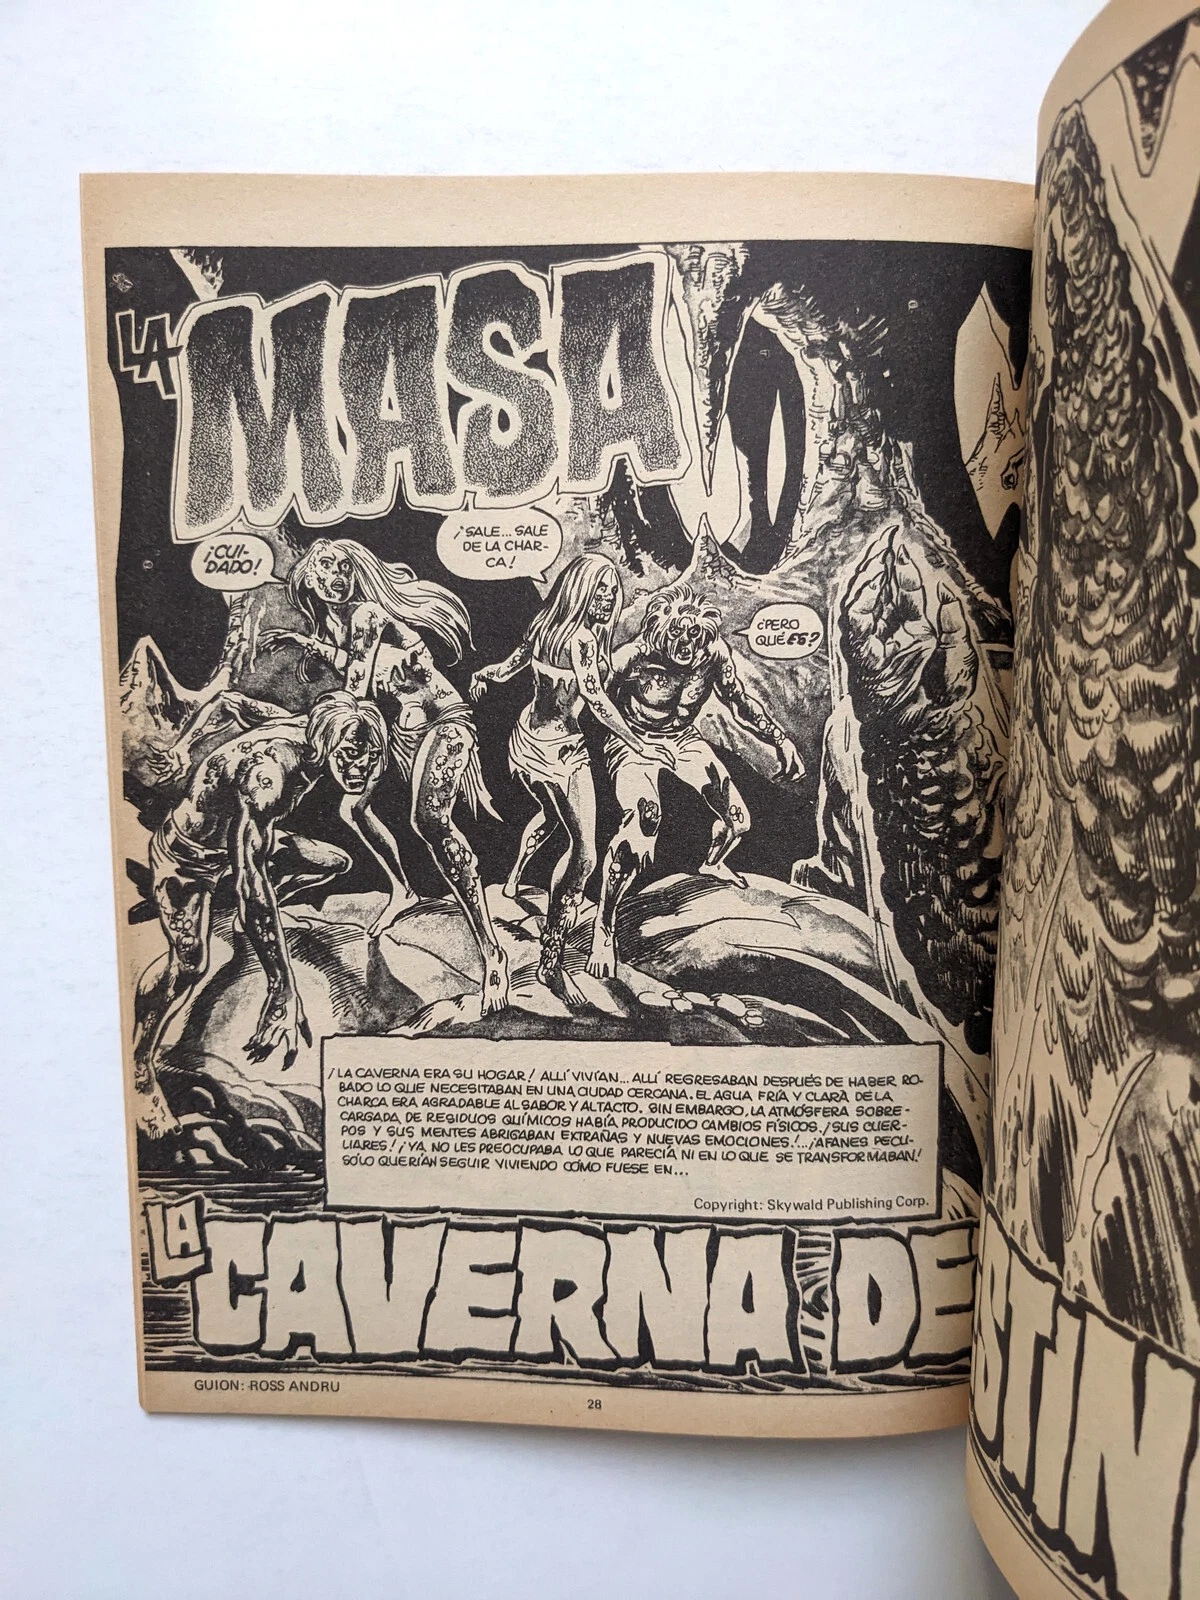 LA
MASA
¡CUI-
DADO!
¡SALE... SALE
DE LA CHAR-
CA!
¿PERO
QUÉ ES?
¡LA CAVERNA ERA SU HOGAR! ALLÍ VIVÍAN... ALLÍ REGRESABAN DESPUÉS DE HABER RO-
BADO LO QUE NECESITABAN EN UNA CIUDAD CERCANA. EL AGUA FRÍA Y CLARA DE LA
CHARCA ERA AGRADABLE AL SABOR Y AL TACTO. SIN EMBARGO, LA ATMÓSFERA SOBRE-
CARGADA DE RESIDUOS QUÍMICOS HABÍA PRODUCIDO CAMBIOS FÍSICOS. ¡SUS CUER-
POS Y SUS MENTES ABRIGABAN EXTRAÑAS Y NUEVAS EMOCIONES!... ¡AFANES PECU-
LIARES! ¡YA NO LES PREOCUPABA LO QUE PARECÍA NI EN LO QUE SE TRANSFORMABAN!
SÓLO QUERÍAN SEGUIR VIVIENDO CÓMO FUESE EN...
Copyright: Skywald Publishing Corp.
LA
CAVERNA DE
STIN
GUION: ROSS ANDRU
28